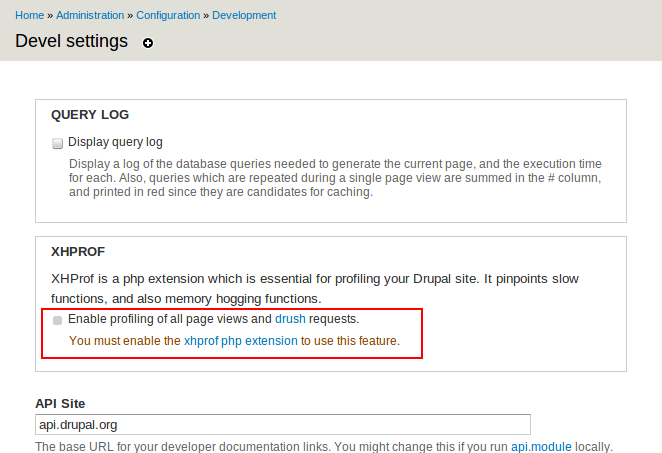 Home » Administration » Configuration » Development
Devel settings
QUERY LOG
Display query log
Display a log of the database queries needed to generate the current page, and the execution time
for each. Also, queries which are repeated during a single page view are summed in the # column,
and printed in red since they are candidates for caching.
XHPROF
XHProf is a php extension which is essential for profiling your Drupal site. It pinpoints slow
functions, and also memory hogging functions.
Enable profiling of all page views and drush requests.
You must enable the xhprof php extension to use this feature.
API Site
api.drupal.org
The base URL for your developer documentation links. You might change this if you run api.module locally.